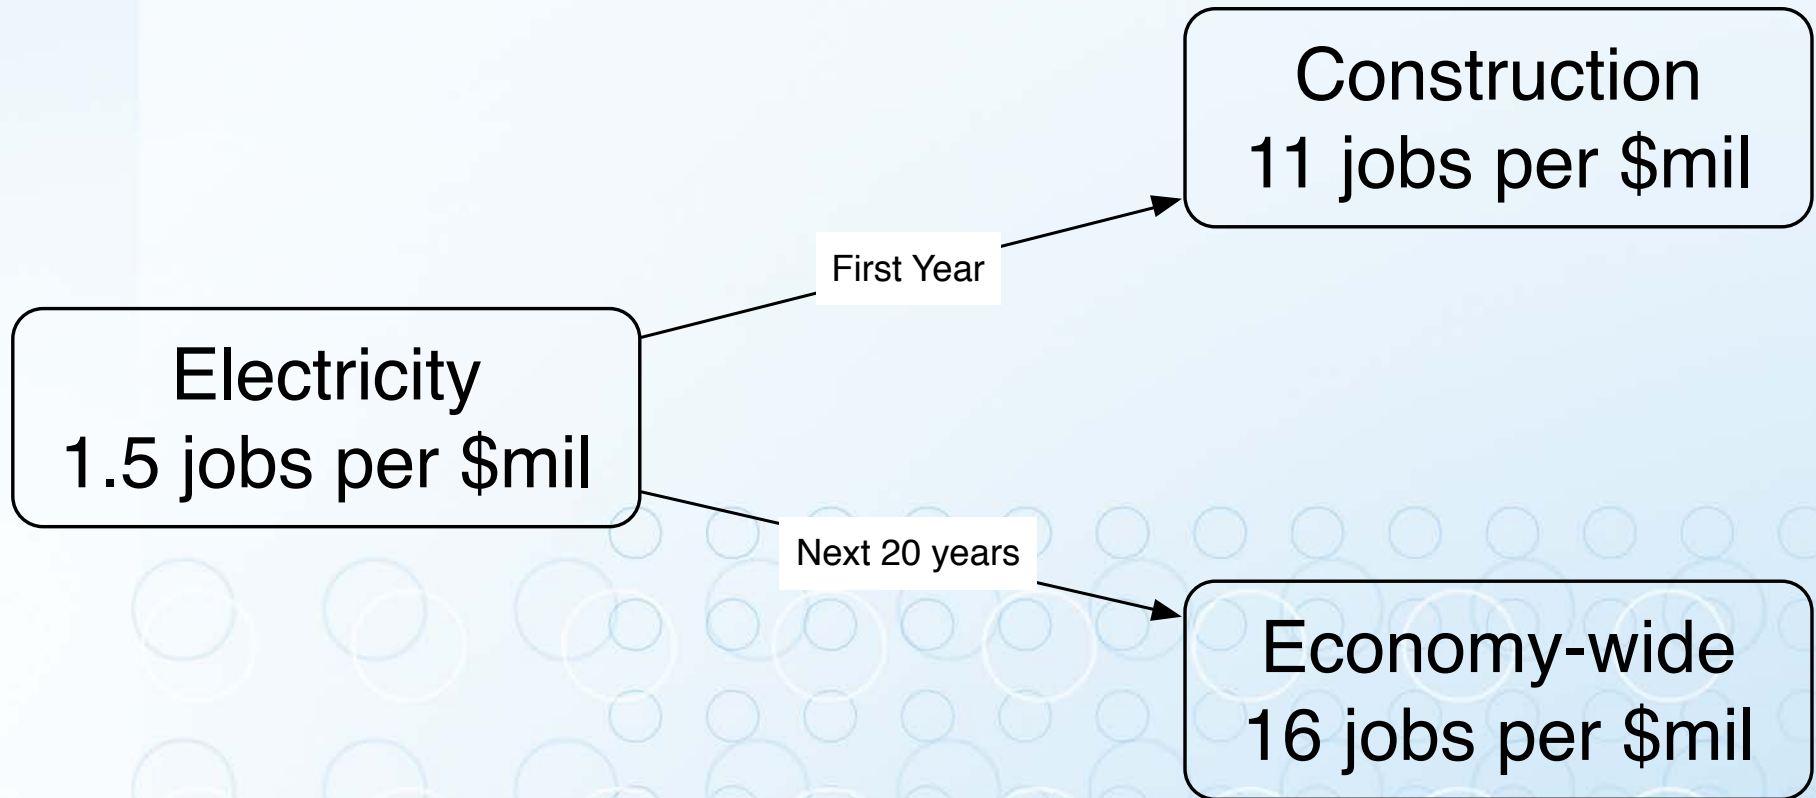 Construction
11 jobs per $mil
First Year
Electricity
1.5 jobs per $mil
Next 20 years
Economy-wide
16 jobs per $mil